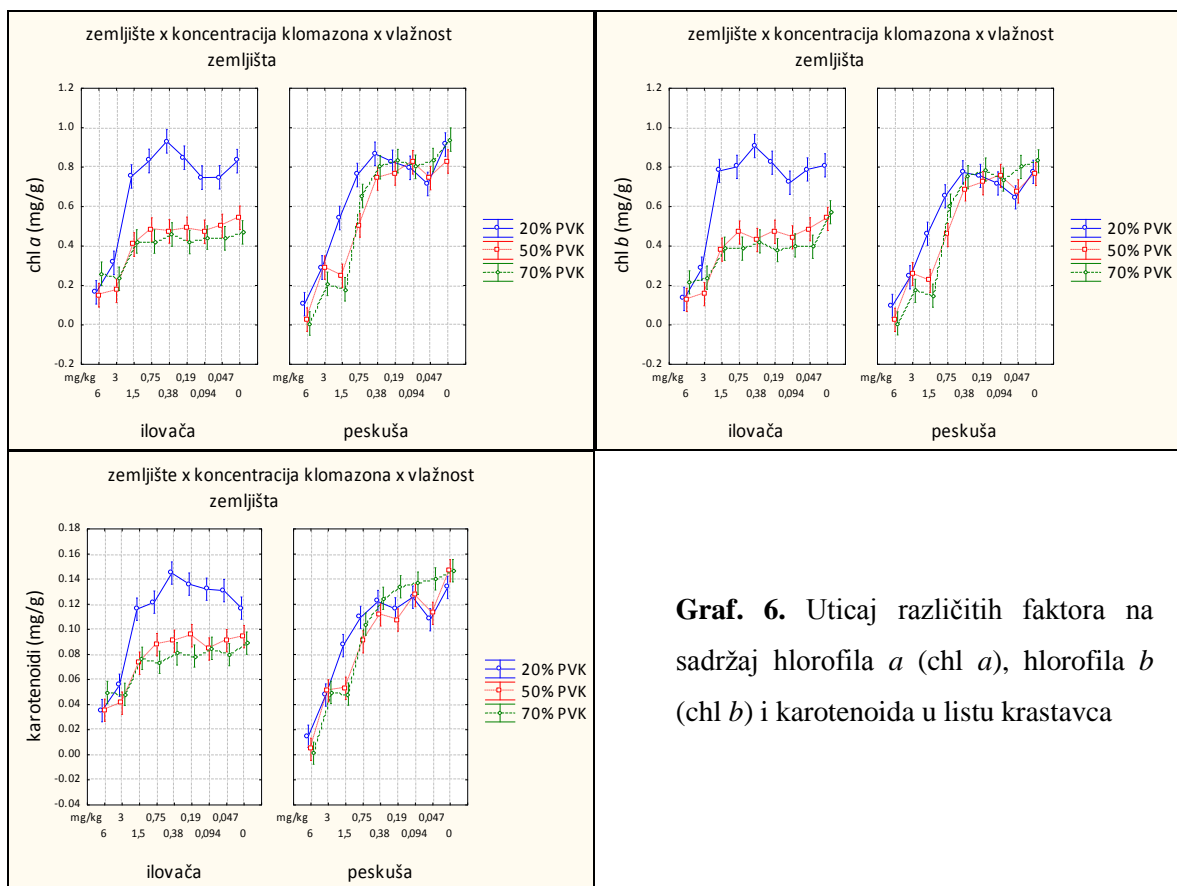 zemljište x koncentracija klomazona x vlažnost
zemljišta
chl a (mg/g)
1.2
1.0
0.8
0.6
0.4
0.2
0.0
-0.2
mg/kg 3 0,75 0,19 0,047
6 1,5 0,38 0,094 0
3 0,75 0,19 0,047
6 1,5 0,38 0,094 0
ilovača
peskuša
20% PVK
50% PVK
70% PVK
zemljište x koncentracija klomazona x vlažnost
zemljišta
chl b (mg/g)
1.2
1.0
0.8
0.6
0.4
0.2
0.0
-0.2
mg/kg 3 0,75 0,19 0,047
6 1,5 0,38 0,094 0
3 0,75 0,19 0,047
6 1,5 0,38 0,094 0
ilovača
peskuša
20% PVK
50% PVK
70% PVK
zemljište x koncentracija klomazona x vlažnost
zemljišta
karotenoidi (mg/g)
0.18
0.16
0.14
0.12
0.10
0.08
0.06
0.04
0.02
0.00
-0.02
-0.04
mg/kg 3 0,75 0,19 0,047
6 1,5 0,38 0,094 0
mg/kg 3 0,75 0,19 0,047
6 1,5 0,38 0,094 0
ilovača
peskuša
20% PVK
50% PVK
70% PVK
Graf. 6. Uticaj različitih faktora na
sadržaj hlorofila a (chl a), hlorofila b
(chl b) i karotenoida u listu krastavca